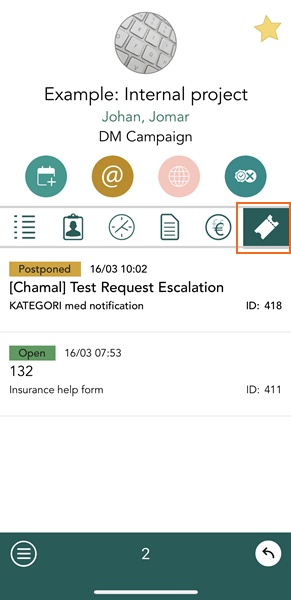 Example: Internal project
Johan, Jomar
DM Campaign
@
€
Postponed 16/03 10:02
[Chamal] Test Request Escalation
KATEGORI med notification ID: 418
Open 16/03 07:53
132
Insurance help form ID: 411
2